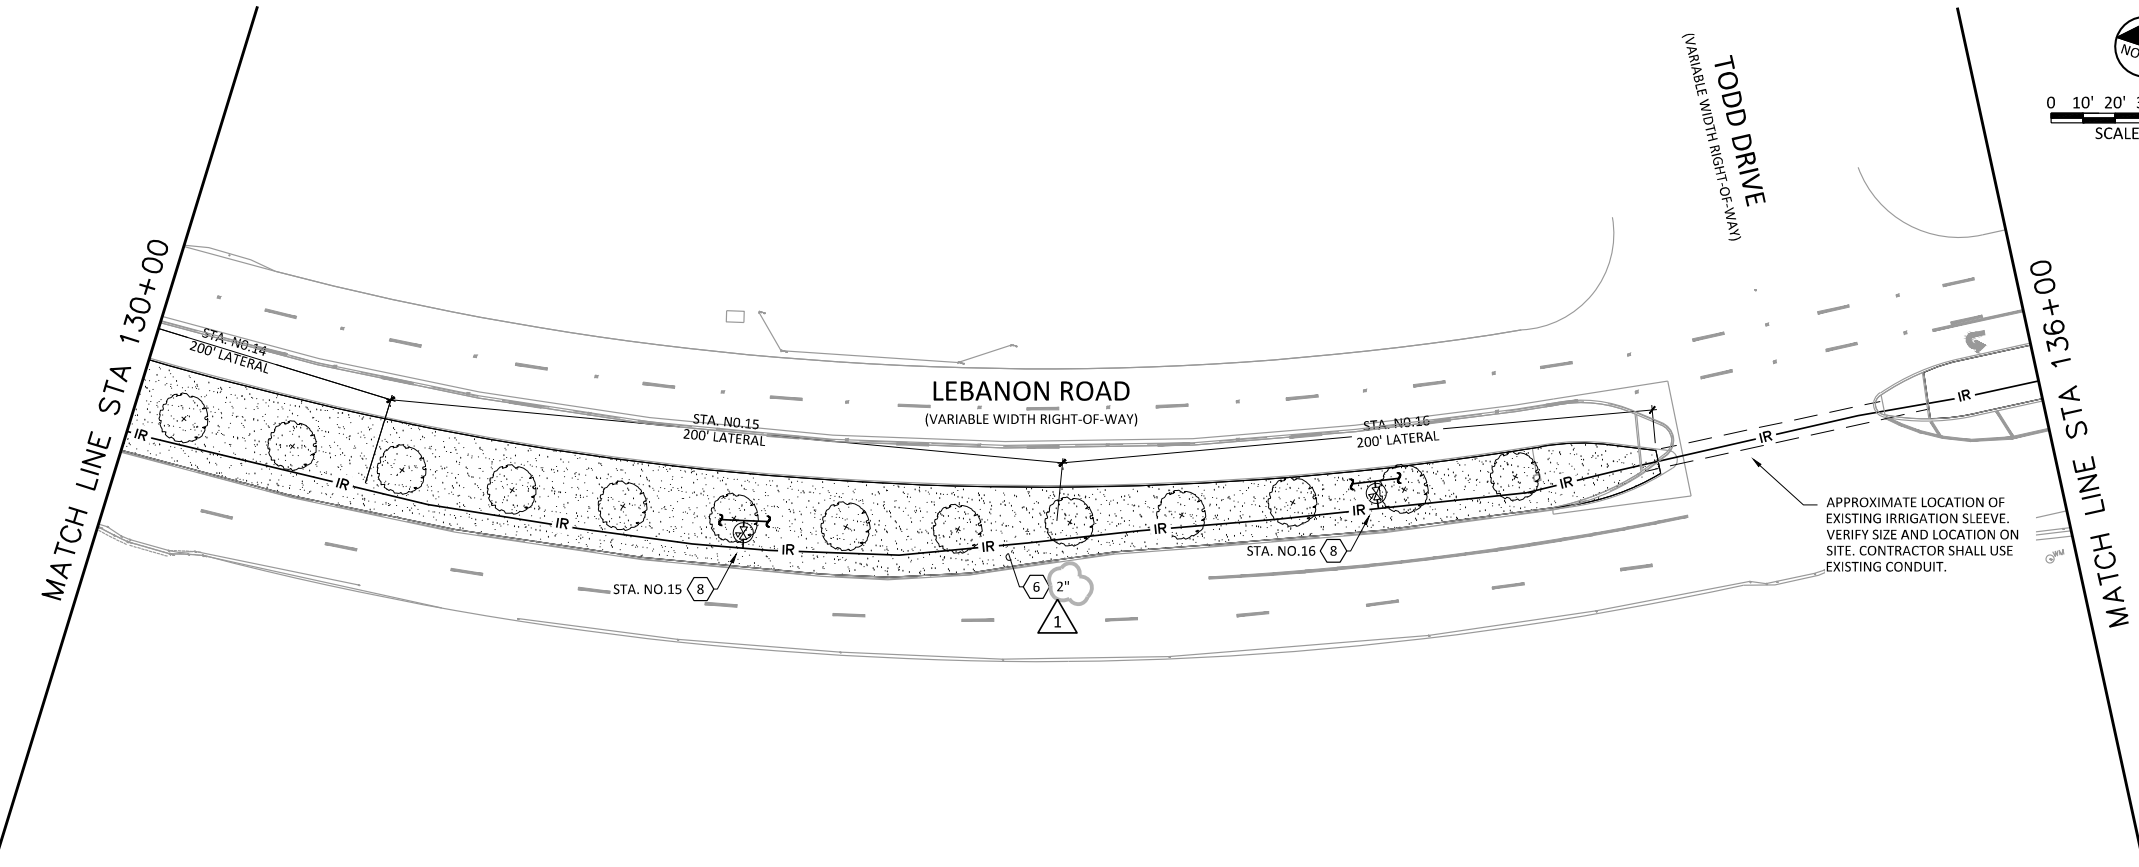 MATCH LINE STA 130+00
STA. N0.14
200' LATERAL
STA. N0.15
200' LATERAL
LEBANON ROAD
(VARIABLE WIDTH RIGHT-OF-WAY)
STA. N0.16
200' LATERAL
TODD DRIVE
(VARIABLE WIDTH RIGHT-OF-WAY)
NO
0 10' 20'
SCALE
MATCH LINE STA 136+00
IR
IR
IR
IR
IR
IR
IR
IR
IR
IR
STA. NO.15 8
6 2"
1
STA. NO.16 8
APPROXIMATE LOCATION OF
EXISTING IRRIGATION SLEEVE.
VERIFY SIZE AND LOCATION ON
SITE. CONTRACTOR SHALL USE
EXISTING CONDUIT.